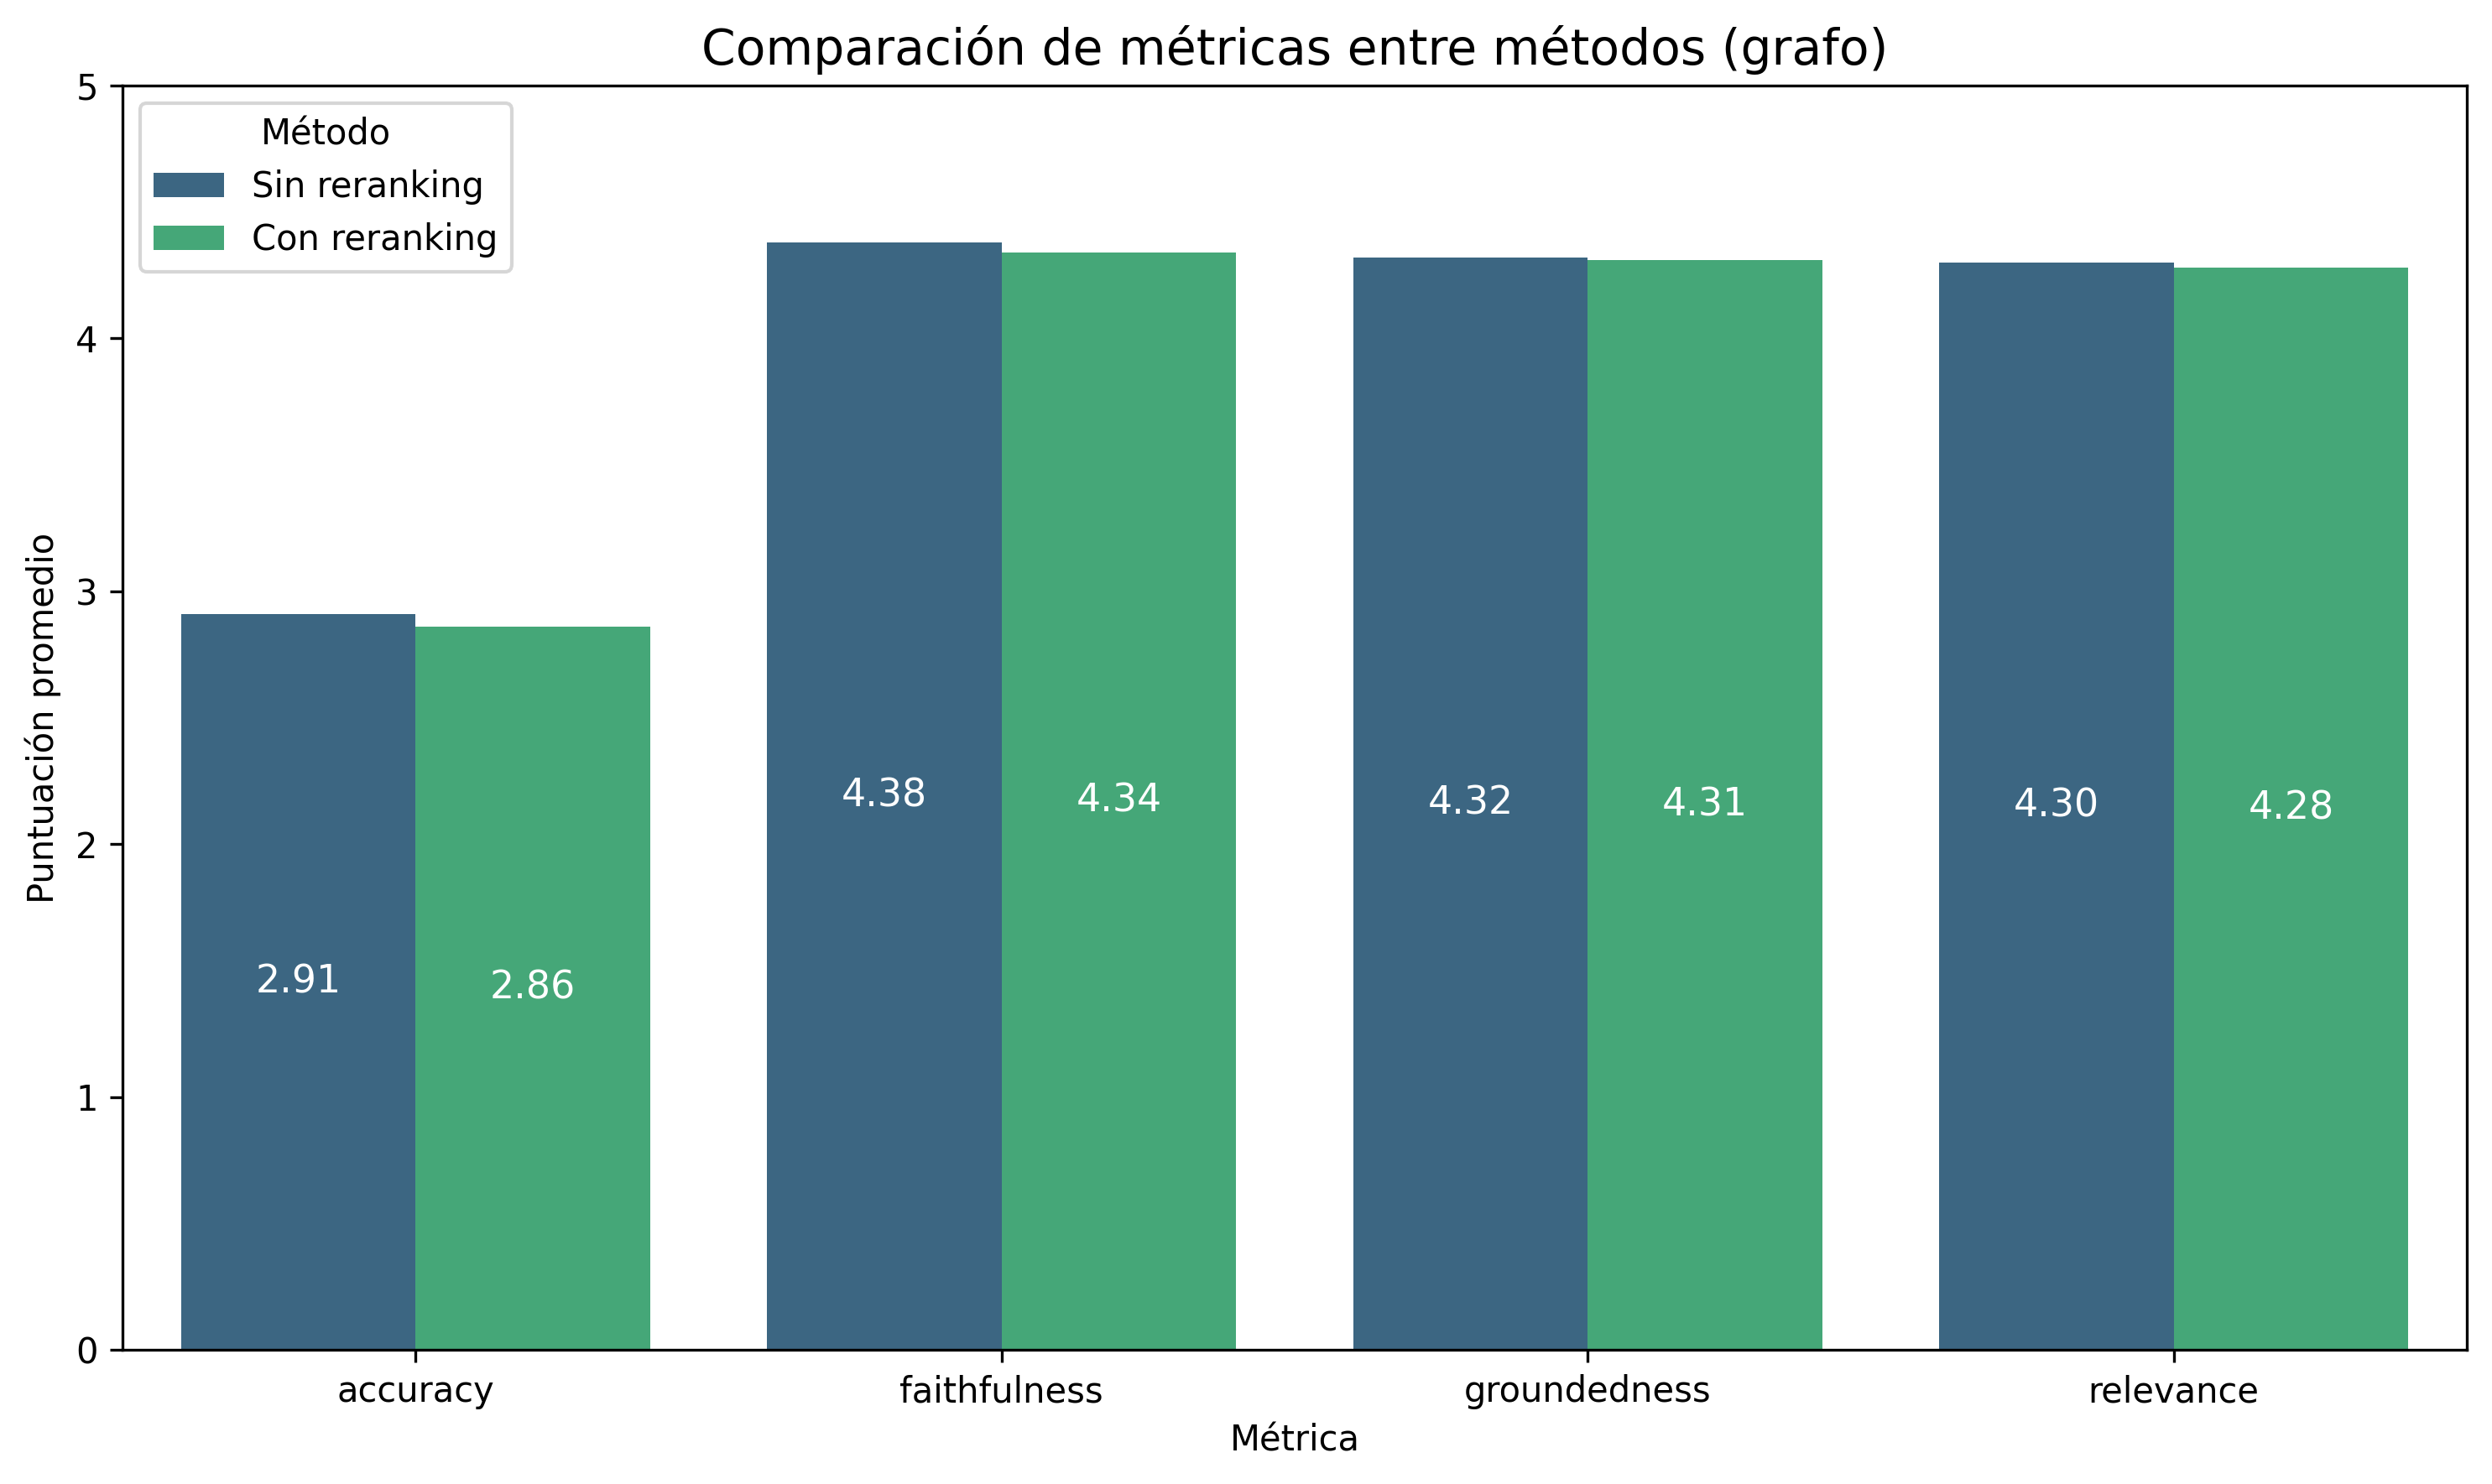 Comparación de métricas entre métodos (grafo)
Método
Sin reranking
Con reranking
Puntuación promedio
5
4
3
2
1
0
2.91
2.86
4.38
4.34
4.32
4.31
4.30
4.28
accuracy
faithfulness
groundedness
relevance
Métrica